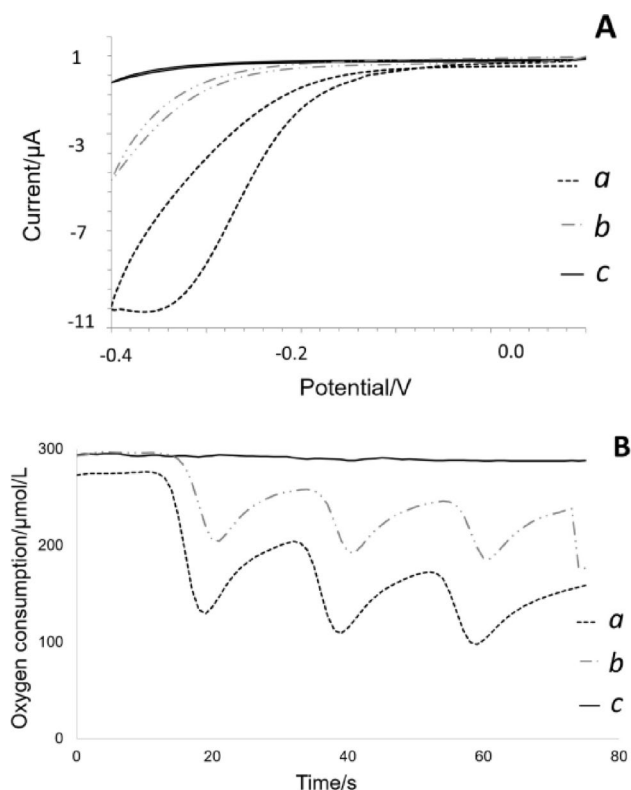 A
1
-3
-7
-11
Current/µA
-0.4
-0.2
0.0
Potential/V
a
b
c
B
300
200
100
0
Oxygen consumption/µmol/L
0
20
40
60
80
Time/s
a
b
c